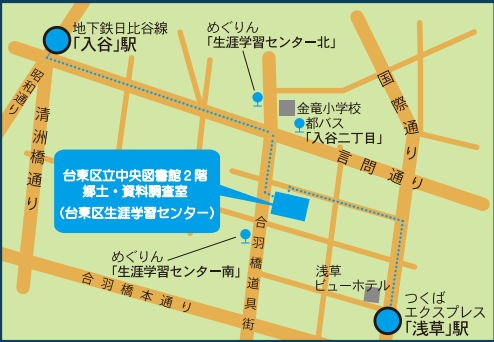 地下鉄日比谷線
「入谷」駅
めぐりん
「生涯学習センター北」
昭和通り
清洲橋通り
金竜小学校
都バス
「入谷二丁目」
国際通り
言問通り
台東区立中央図書館２階
郷土・資料調査室
（台東区生涯学習センター）
めぐりん
「生涯学習センター南」
合羽橋道具街
合羽橋本通り
浅草
ビューホテル
つくば
エクスプレス
「浅草」駅